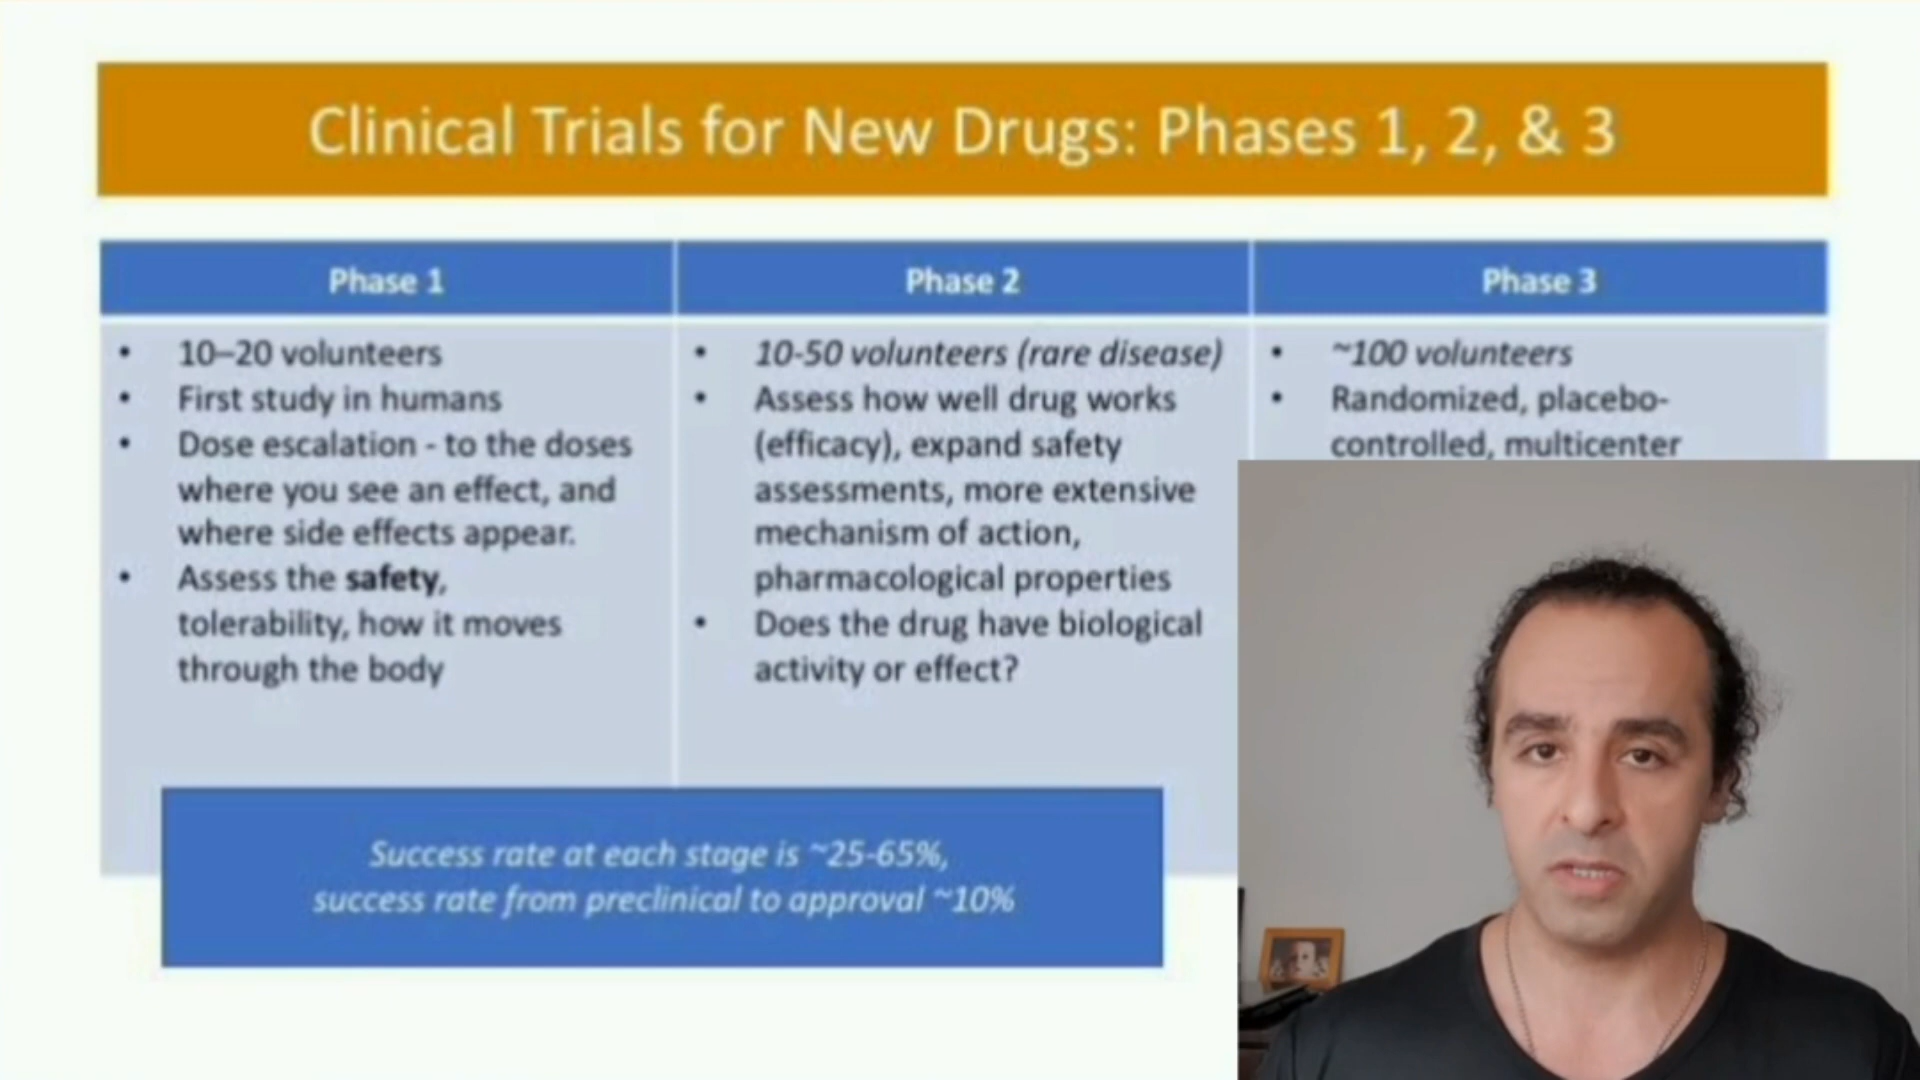 Clinical Trials for New Drugs: Phases 1, 2, & 3
Phase 1
• 10–20 volunteers
• First study in humans
• Dose escalation - to the doses
where you see an effect, and
where side effects appear.
• Assess the safety,
tolerability, how it moves
through the body
Phase 2
• 10-50 volunteers (rare disease)
• Assess how well drug works
(efficacy), expand safety
assessments, more extensive
mechanism of action,
pharmacological properties
• Does the drug have biological
activity or effect?
Phase 3
• ~100 volunteers
• Randomized, placebo-
controlled, multicenter
Success rate at each stage is ~25-65%,
success rate from preclinical to approval ~10%